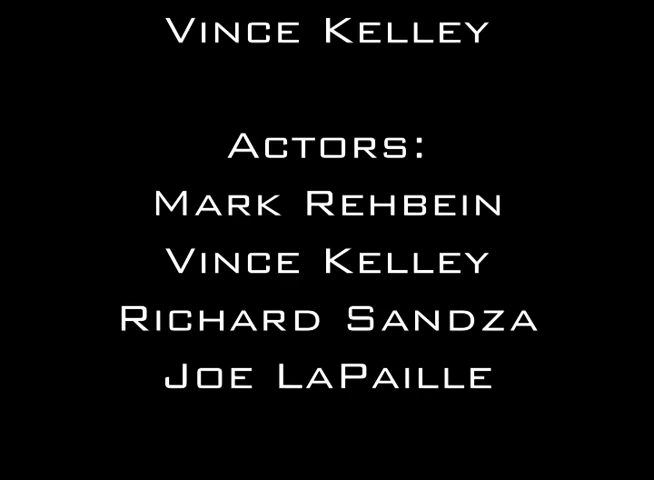 VINCE KELLEY
ACTORS:
MARK REHBEIN
VINCE KELLEY
RICHARD SANDZA
JOE LAPAILLE